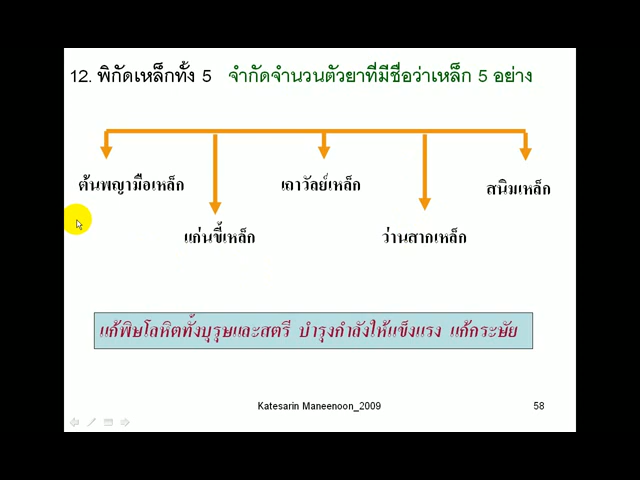 12. พิกัดเหล็กทั้ง 5 จำกัดจำนวนตัวยาที่มีชื่อว่าเหล็ก 5 อย่าง
ต้นพญามือเหล็ก
เถาวัลย์เหล็ก
สนิมเหล็ก
แก่นขี้เหล็ก
ว่านสากเหล็ก
แก้พิษโลหิตทั้งบุรุษและสตรี บำรุงกำลังให้แข็งแรง แก้กระษัย
Katesarin Maneenoon_2009
58